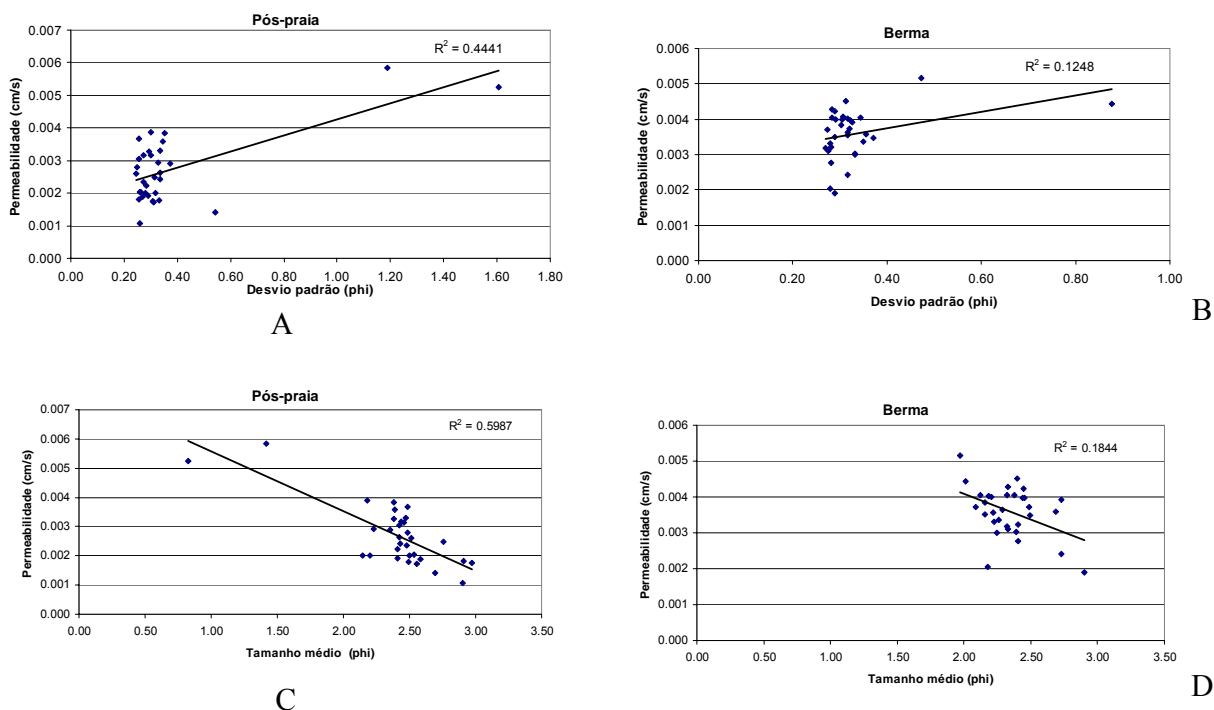 Pós-praia
R² = 0.4441
Permeabilidade (cm/s)
0.007
0.006
0.005
0.004
0.003
0.002
0.001
0.000
0.00 0.20 0.40 0.60 0.80 1.00 1.20 1.40 1.60 1.80
Desvio padrão (phi)
A
Berma
R² = 0.1248
Permeabilidade (cm/s)
0.006
0.005
0.004
0.003
0.002
0.001
0.000
0.00 0.20 0.40 0.60 0.80 1.00
Desvio padrão (phi)
B
Pós-praia
R² = 0.5987
Permeabilidade (cm/s)
0.007
0.006
0.005
0.004
0.003
0.002
0.001
0.000
0.00 0.50 1.00 1.50 2.00 2.50 3.00 3.50
Tamanho médio (phi)
C
Berma
R² = 0.1844
Permeabilidade (cm/s)
0.006
0.005
0.004
0.003
0.002
0.001
0.000
0.00 0.50 1.00 1.50 2.00 2.50 3.00 3.50
Tamanho médio (phi)
D